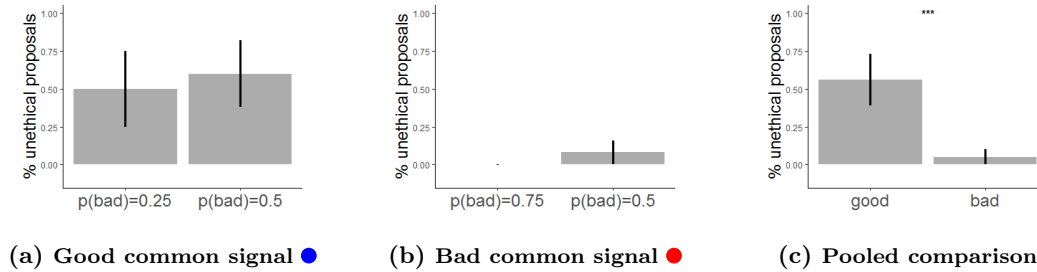 % unethical proposals
1.00
0.75
0.50
0.25
0.00
p(bad)=0.25 p(bad)=0.5
(a) Good common signal
% unethical proposals
1.00
0.75
0.50
0.25
0.00
p(bad)=0.75 p(bad)=0.5
(b) Bad common signal
% unethical proposals
1.00
0.75
0.50
0.25
0.00
***
good bad
(c) Pooled comparison